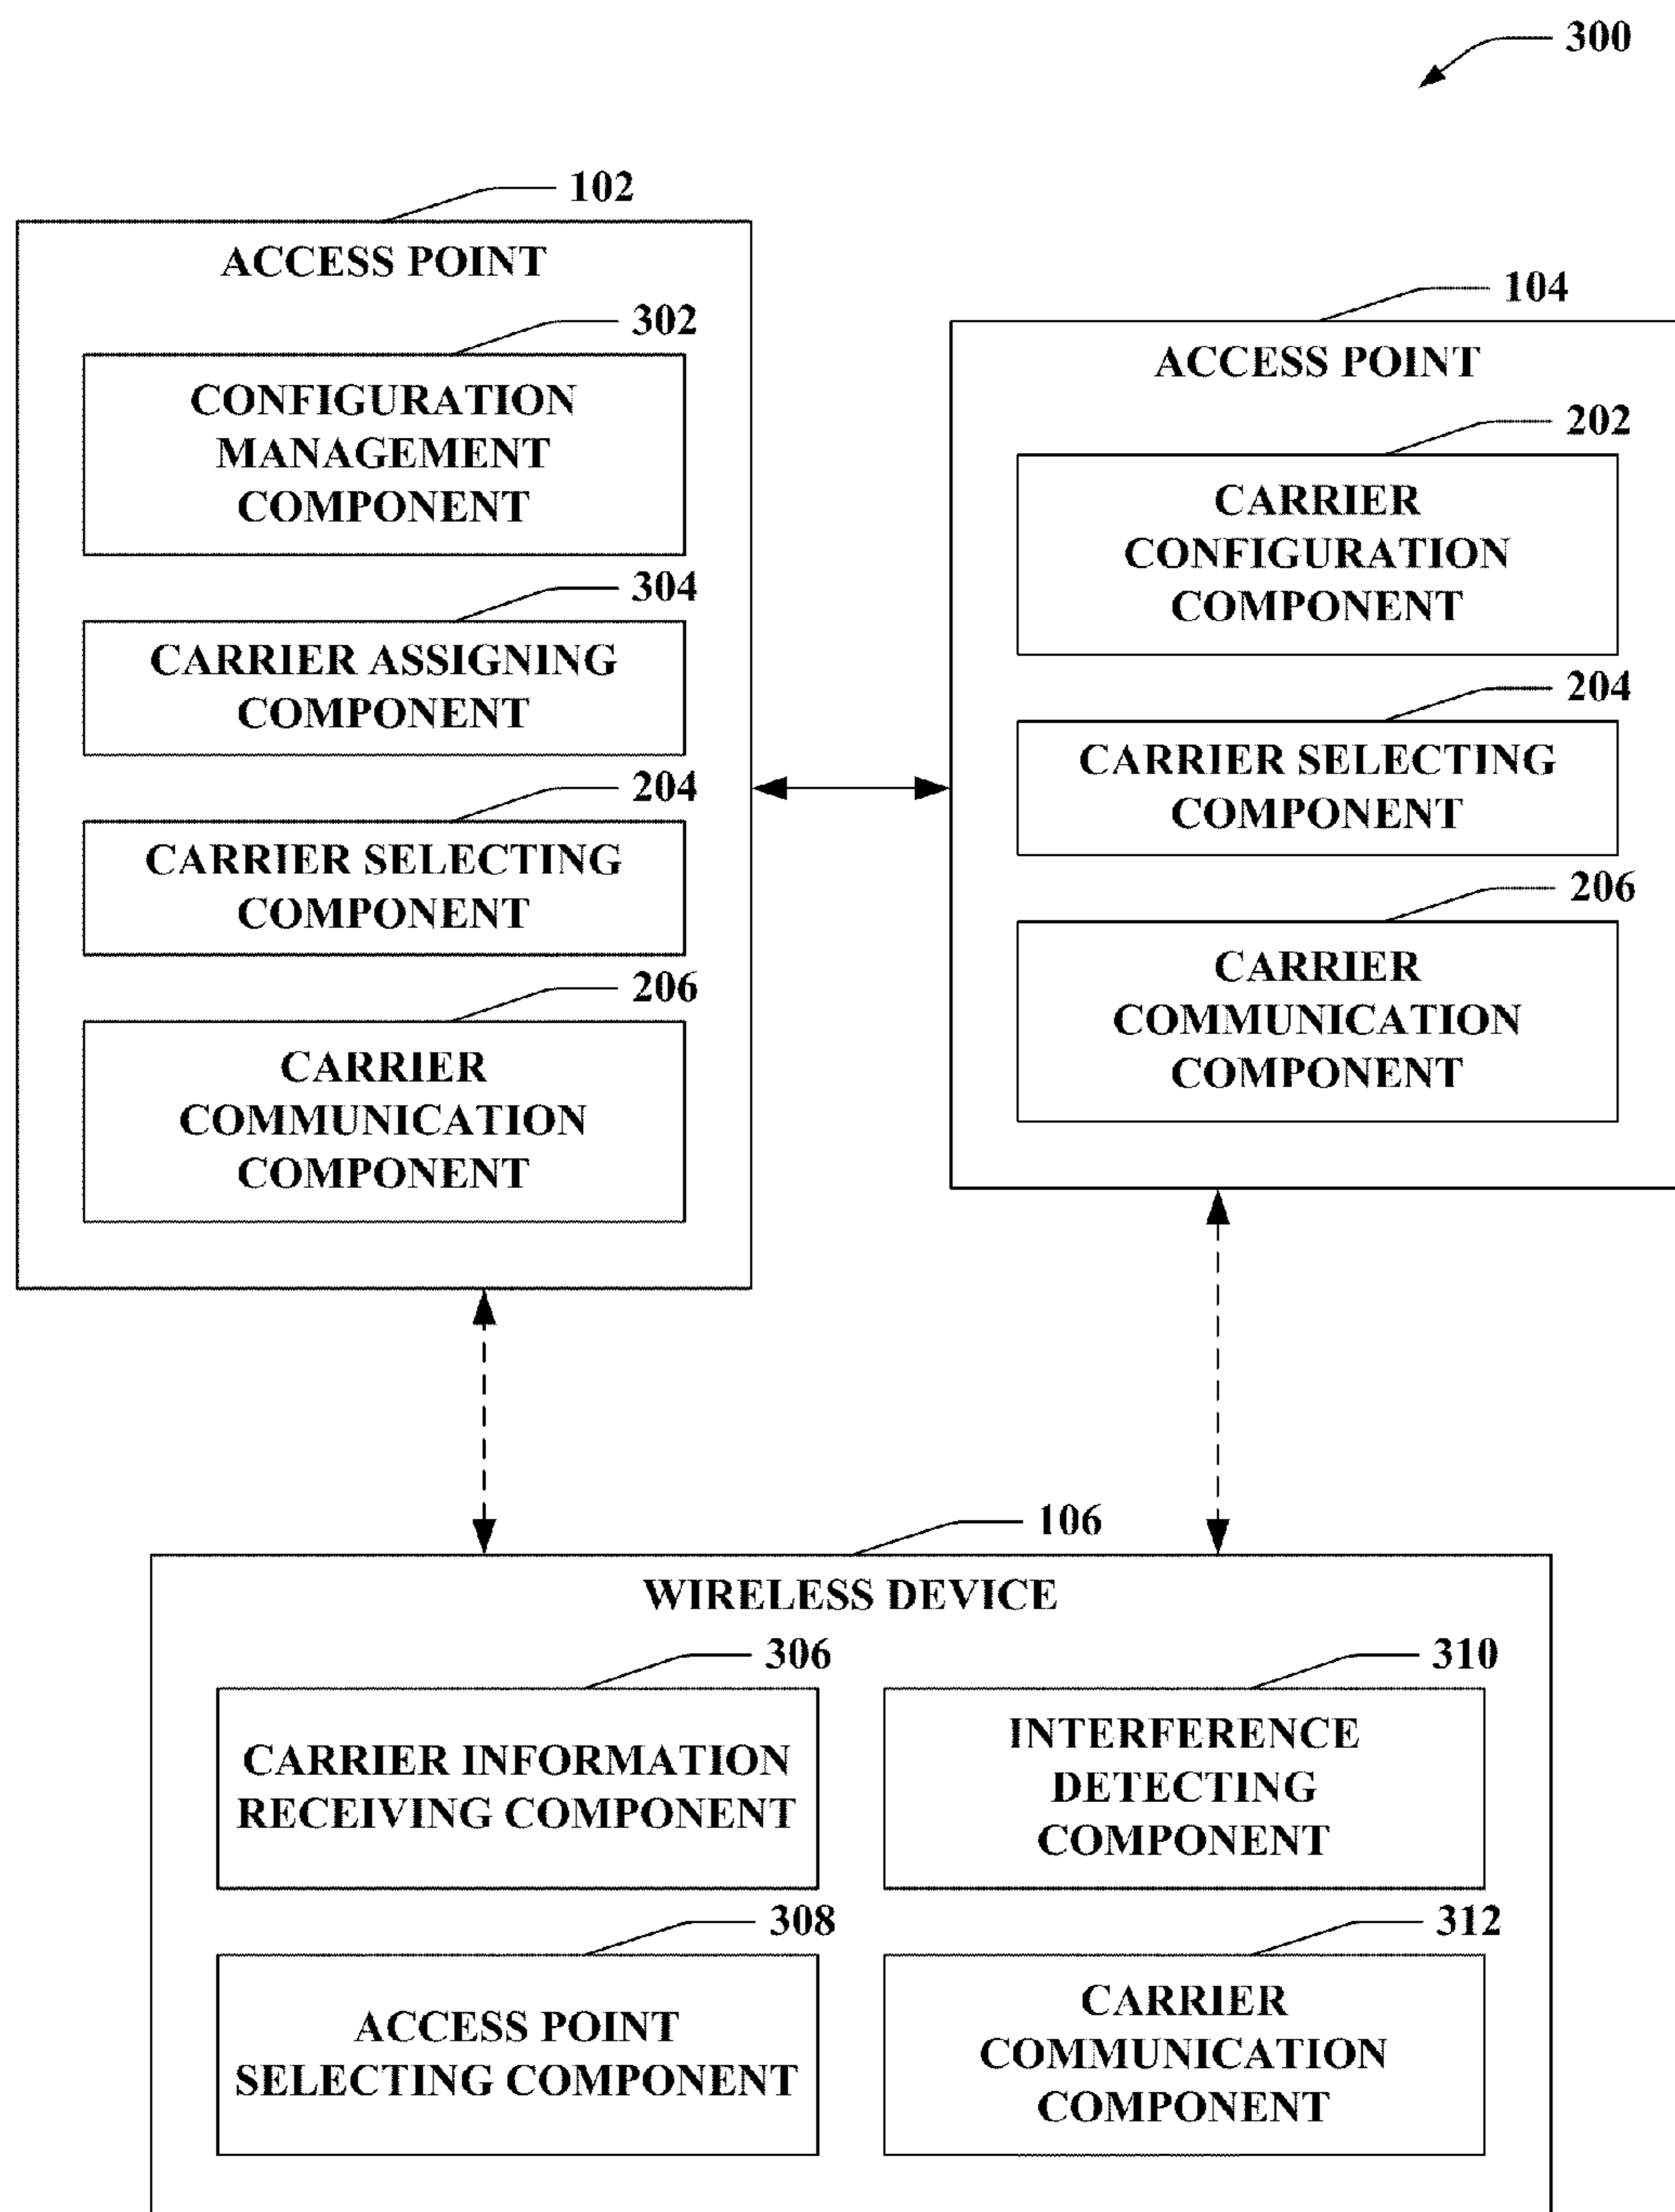 300
102
ACCESS POINT
302
CONFIGURATION
MANAGEMENT
COMPONENT
304
CARRIER ASSIGNING
COMPONENT
204
CARRIER SELECTING
COMPONENT
206
CARRIER
COMMUNICATION
COMPONENT
104
ACCESS POINT
202
CARRIER
CONFIGURATION
COMPONENT
204
CARRIER SELECTING
COMPONENT
206
CARRIER
COMMUNICATION
COMPONENT
106
WIRELESS DEVICE
306
CARRIER INFORMATION
RECEIVING COMPONENT
310
INTERFERENCE
DETECTING
COMPONENT
308
ACCESS POINT
SELECTING COMPONENT
312
CARRIER
COMMUNICATION
COMPONENT